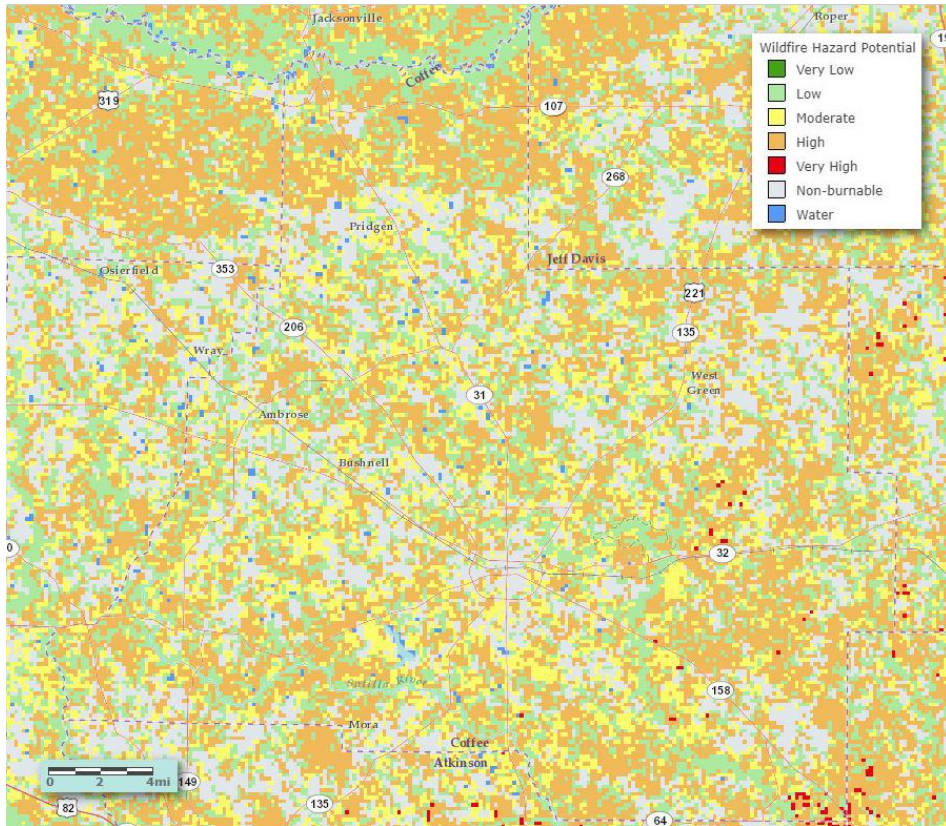 Jacksonville
Roper
19
Wildfire Hazard Potential
Very Low
Low
Moderate
High
Very High
Non-burnable
Water
Coffee
319
107
268
Pridgen
Jeff Davis
Osierfield
353
221
206
135
Wray
31
West
Green
Ambrose
Bushnell
0
32
Satilla River
158
Mora
Coffee
Atkinson
0 2 4mi
149
135
82
64